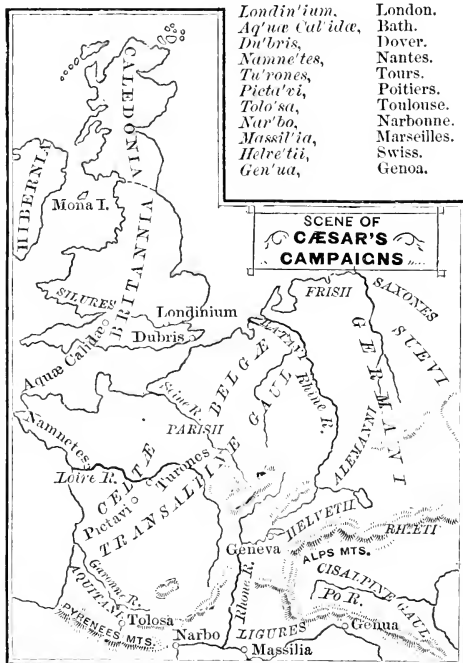 Londin'ium, London.
Aq'uæ Cal'idæ, Bath.
Du'bris, Dover.
Namne'tes, Nantes.
Tu'rones, Tours.
Picta'vi, Poitiers.
Tolo'sa, Toulouse.
Nar'bo, Narbonne.
Massil'ia, Marseilles.
Helve'tii, Swiss.
Gen'ua, Genoa.
SCENE OF
CÆSAR'S
CAMPAIGNS
CALEDONIA
HIBERNIA
Mona I.
BRITANNIA
SILURES
Londinium
Dubris
Aquæ Calidæ
FRISII
SAXONES
SUEVI
GERMANI
BATAVI
BELGÆ
Rhine R.
Seine R.
PARISII
ALEMANNI
Namnetes
Loire R.
CELTÆ
Turones
Pictavi
TRANSALPINE GAUL
HELVETII
RHÆTI
Geneva
ALPS MTS.
CISALPINE GAUL
Po R.
Rhone R.
Garonne R.
AQUITANI
Tolosa
PYRENEES MTS.
Narbo
LIGURES
Genua
Massilia